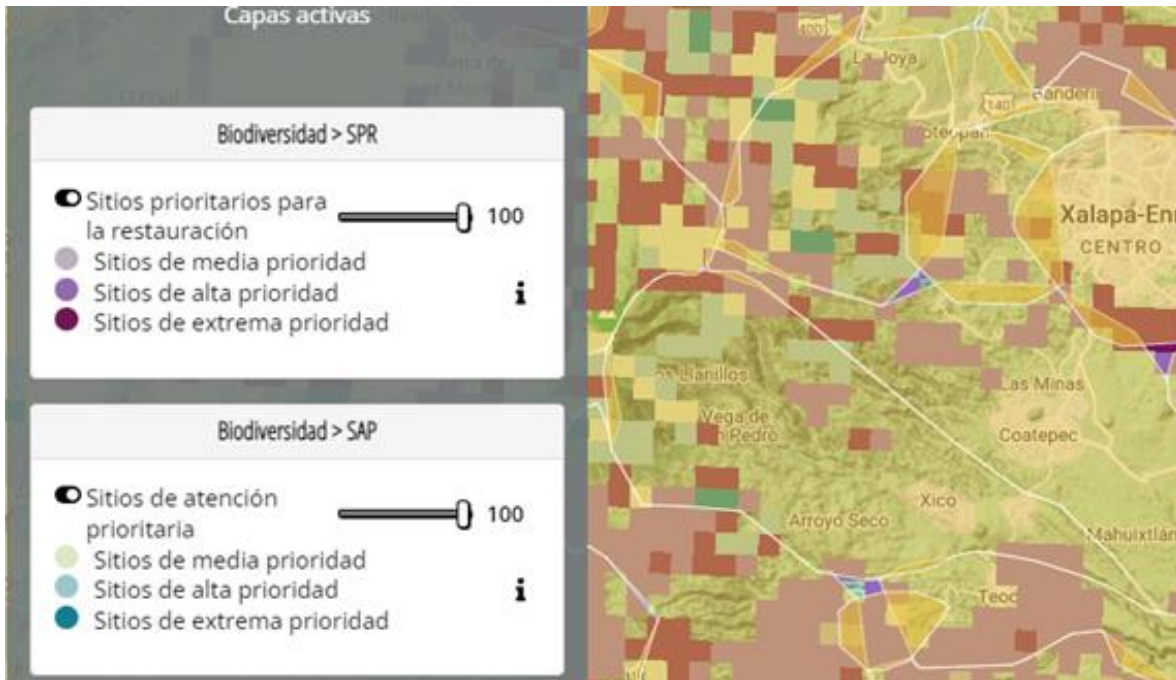 Capas activas
Biodiversidad > SPR
Sitios prioritarios para
la restauración
100
Sitios de media prioridad
Sitios de alta prioridad
i
Sitios de extrema prioridad
Biodiversidad > SAP
Sitios de atención
prioritaria
100
Sitios de media prioridad
Sitios de alta prioridad
i
Sitios de extrema prioridad
La Joya
140
Xalapa-En
CENTRO
Las Minas
Vega de
Pedro
Coatepec
Xico
Arroyo Seco
Mahuixtlán
Teoc